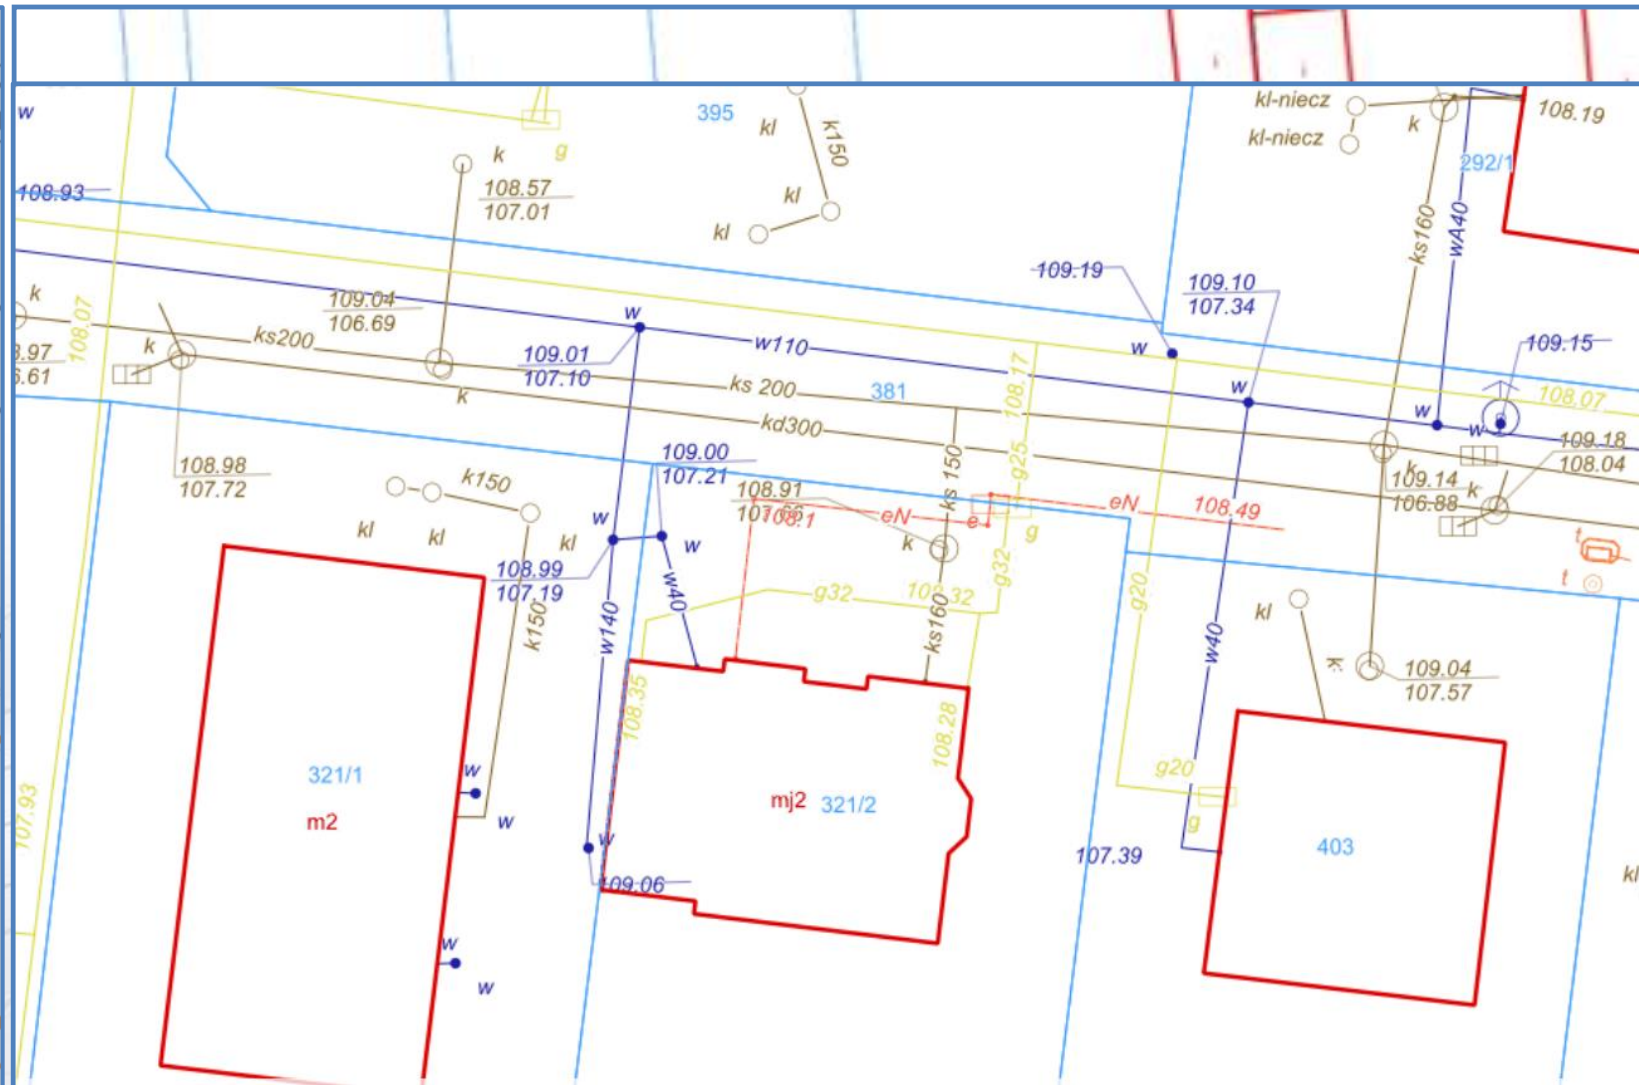 395
kl-niecz
108.19
w
kl
k150
k
kl-niecz
g
k
292/1
108.93
108.57
107.01
kl
kl
ks160
wA40
109.19
109.10
107.34
k
109.04
106.69
w
108.07
ks200
k
109.01
107.10
w110
w
109.15
ks 200
381
108.17
w
w
w
108.07
k
kd300
109.18
108.04
108.98
107.72
109.00
107.21
k150
108.91
ks 150
g25
k
109.14
106.88
k
108.1
eN
e
eN
108.49
w
w
kl
kl
kl
k
g
t
t
108.99
107.19
w40
g32
g32
g20
k150
w140
ks160
kl
w40
k
109.04
107.57
108.35
108.28
321/1
m2
w
w
mj2
321/2
g20
g
107.93
w
109.06
107.39
403
kl
w
w